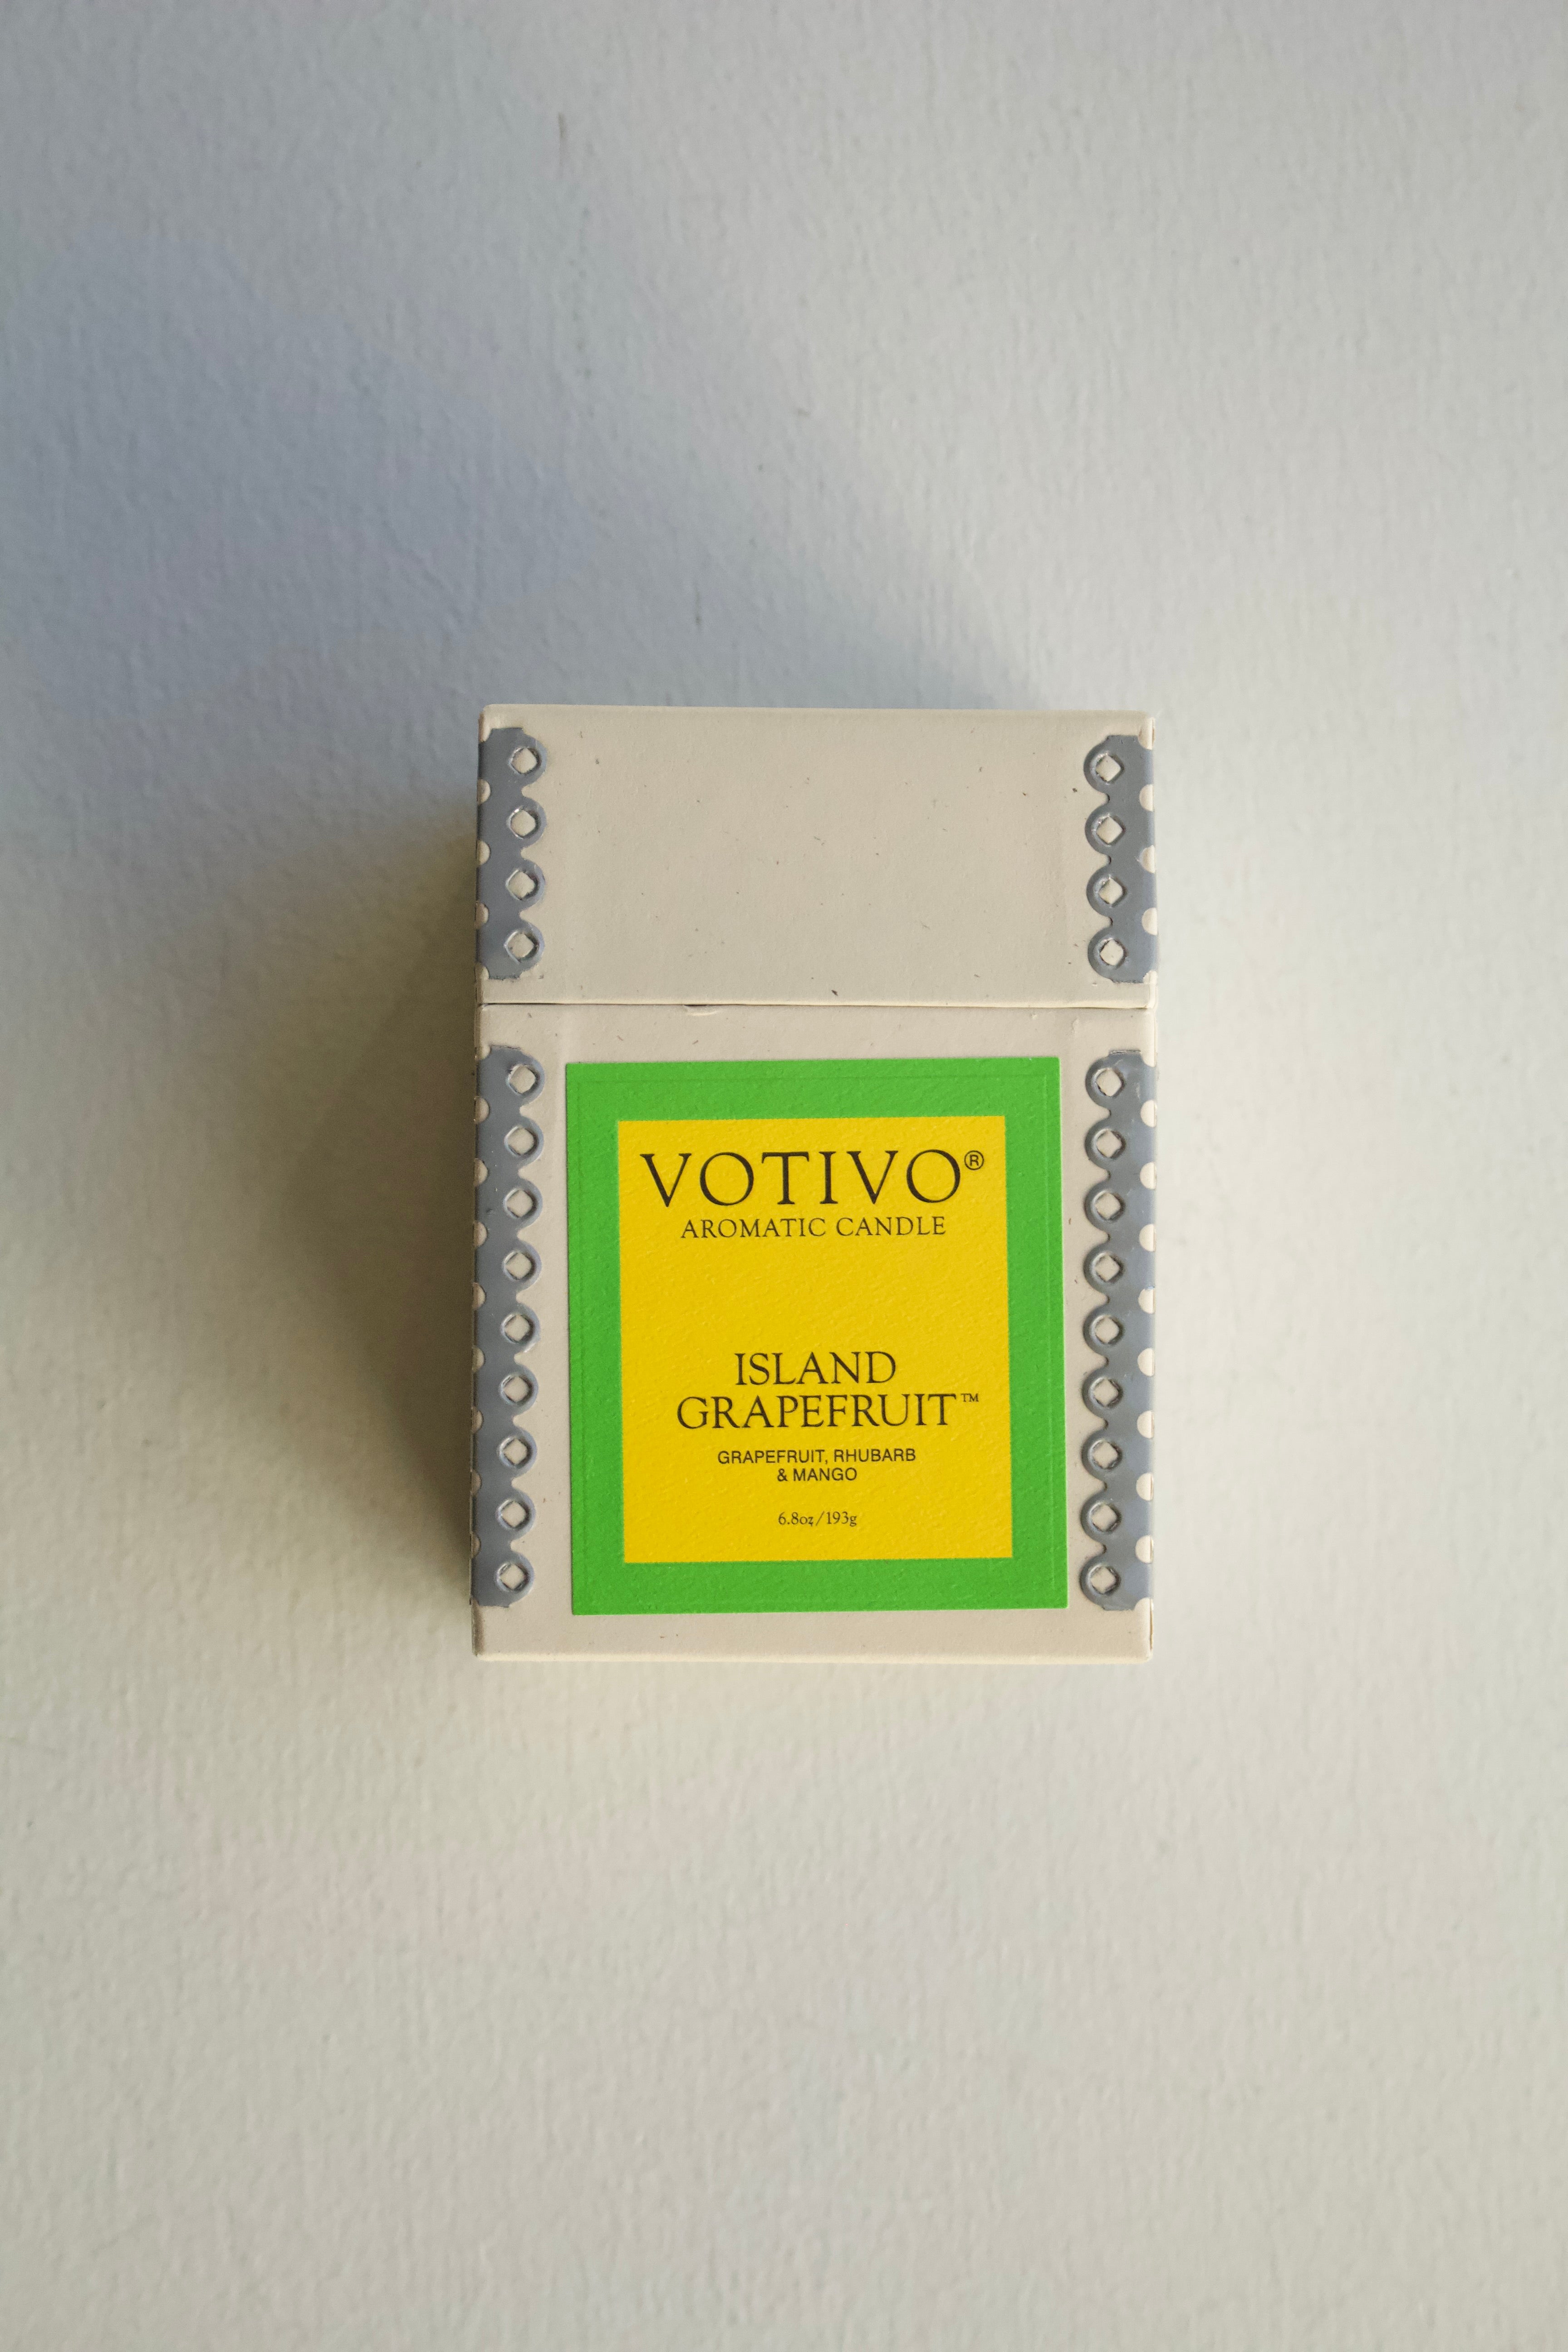 VOTIVO®
AROMATIC CANDLE
ISLAND
GRAPEFRUIT™
GRAPEFRUIT, RHUBARB
& MANGO
6.8oz/193g